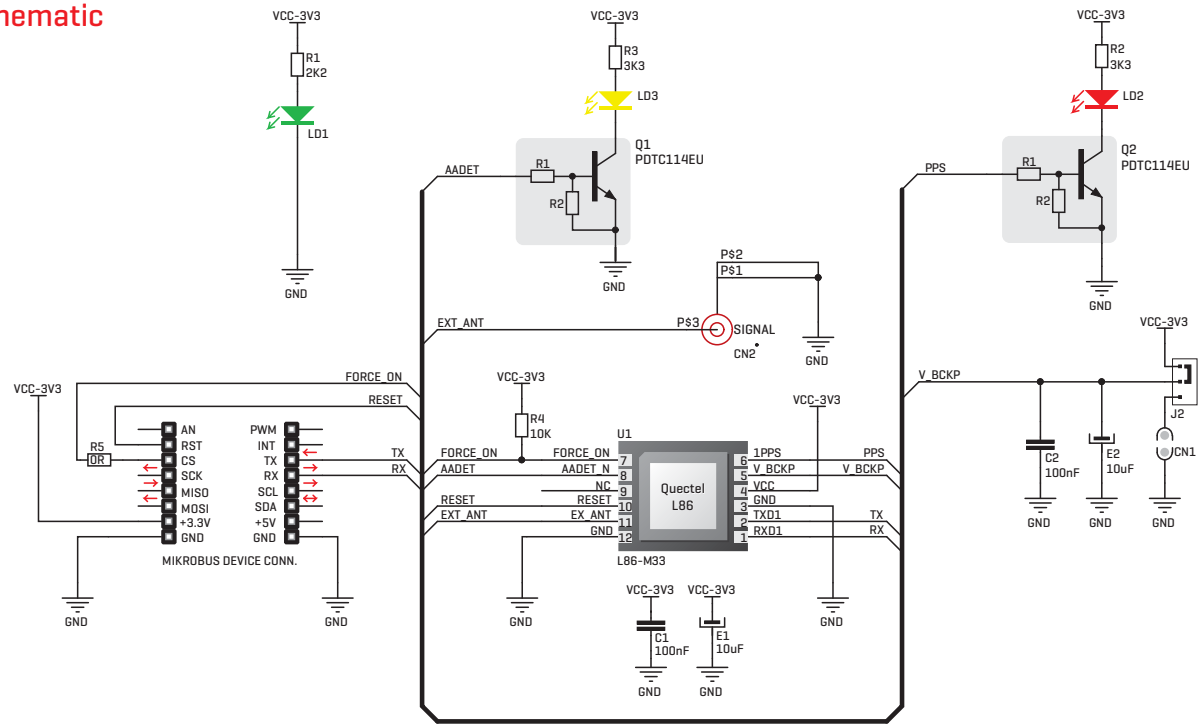 nematic
VCC-3V3
R1
2K2
LD1
GND
VCC-3V3
R3
3K3
LD3
Q1
PDTC114EU
AADET
R1
R2
GND
VCC-3V3
R2
3K3
LD2
Q2
PDTC114EU
PPS
R1
R2
GND
P$2
P$1
EXT_ANT
P$3
SIGNAL
CN2
GND
VCC-3V3
V_BCKP
J2
C2
100nF
E2
10uF
CN1
GND
GND
GND
VCC-3V3
FORCE_ON
RESET
R5
0R
AN
RST
CS
SCK
MISO
MOSI
+3.3V
GND
PWM
INT
TX
RX
SCL
SDA
+5V
GND
TX
RX
MIKROBUS DEVICE CONN.
GND
GND
VCC-3V3
R4
10K
VCC-3V3
U1
FORCE_ON
FORCE_ON
7
AADET
AADET_N
8
NC
9
RESET
RESET
10
EXT_ANT
EX_ANT
11
GND
12
Quectel
L86
6
1PPS
PPS
5
V_BCKP
V_BCKP
4
VCC
3
GND
2
TXD1
TX
1
RXD1
RX
L86-M33
GND
GND
VCC-3V3
C1
100nF
GND
VCC-3V3
E1
10uF
GND